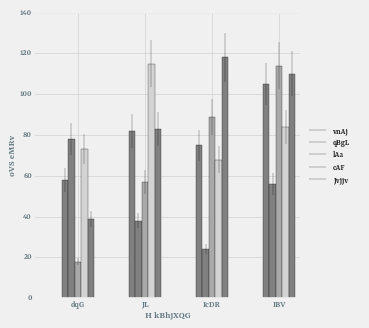 140
120
100
80
60
40
20
0
oVS eMRv
dqG
JL
lcDR
IBV
H kBhJXQG
vnAJ
qBgL
lAa
cAF
jvjjv